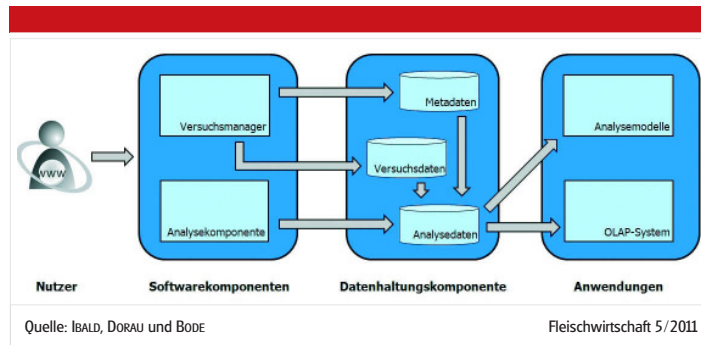 Metadaten
Versuchsmanager
Analysemodelle
www
Versuchsdaten
Analysekomponente
Analysedaten
OLAP-System
Nutzer
Softwarekomponenten
Datenhaltungskomponente
Anwendungen
Quelle: IBALD, DORAU und BODE
Fleischwirtschaft 5/2011